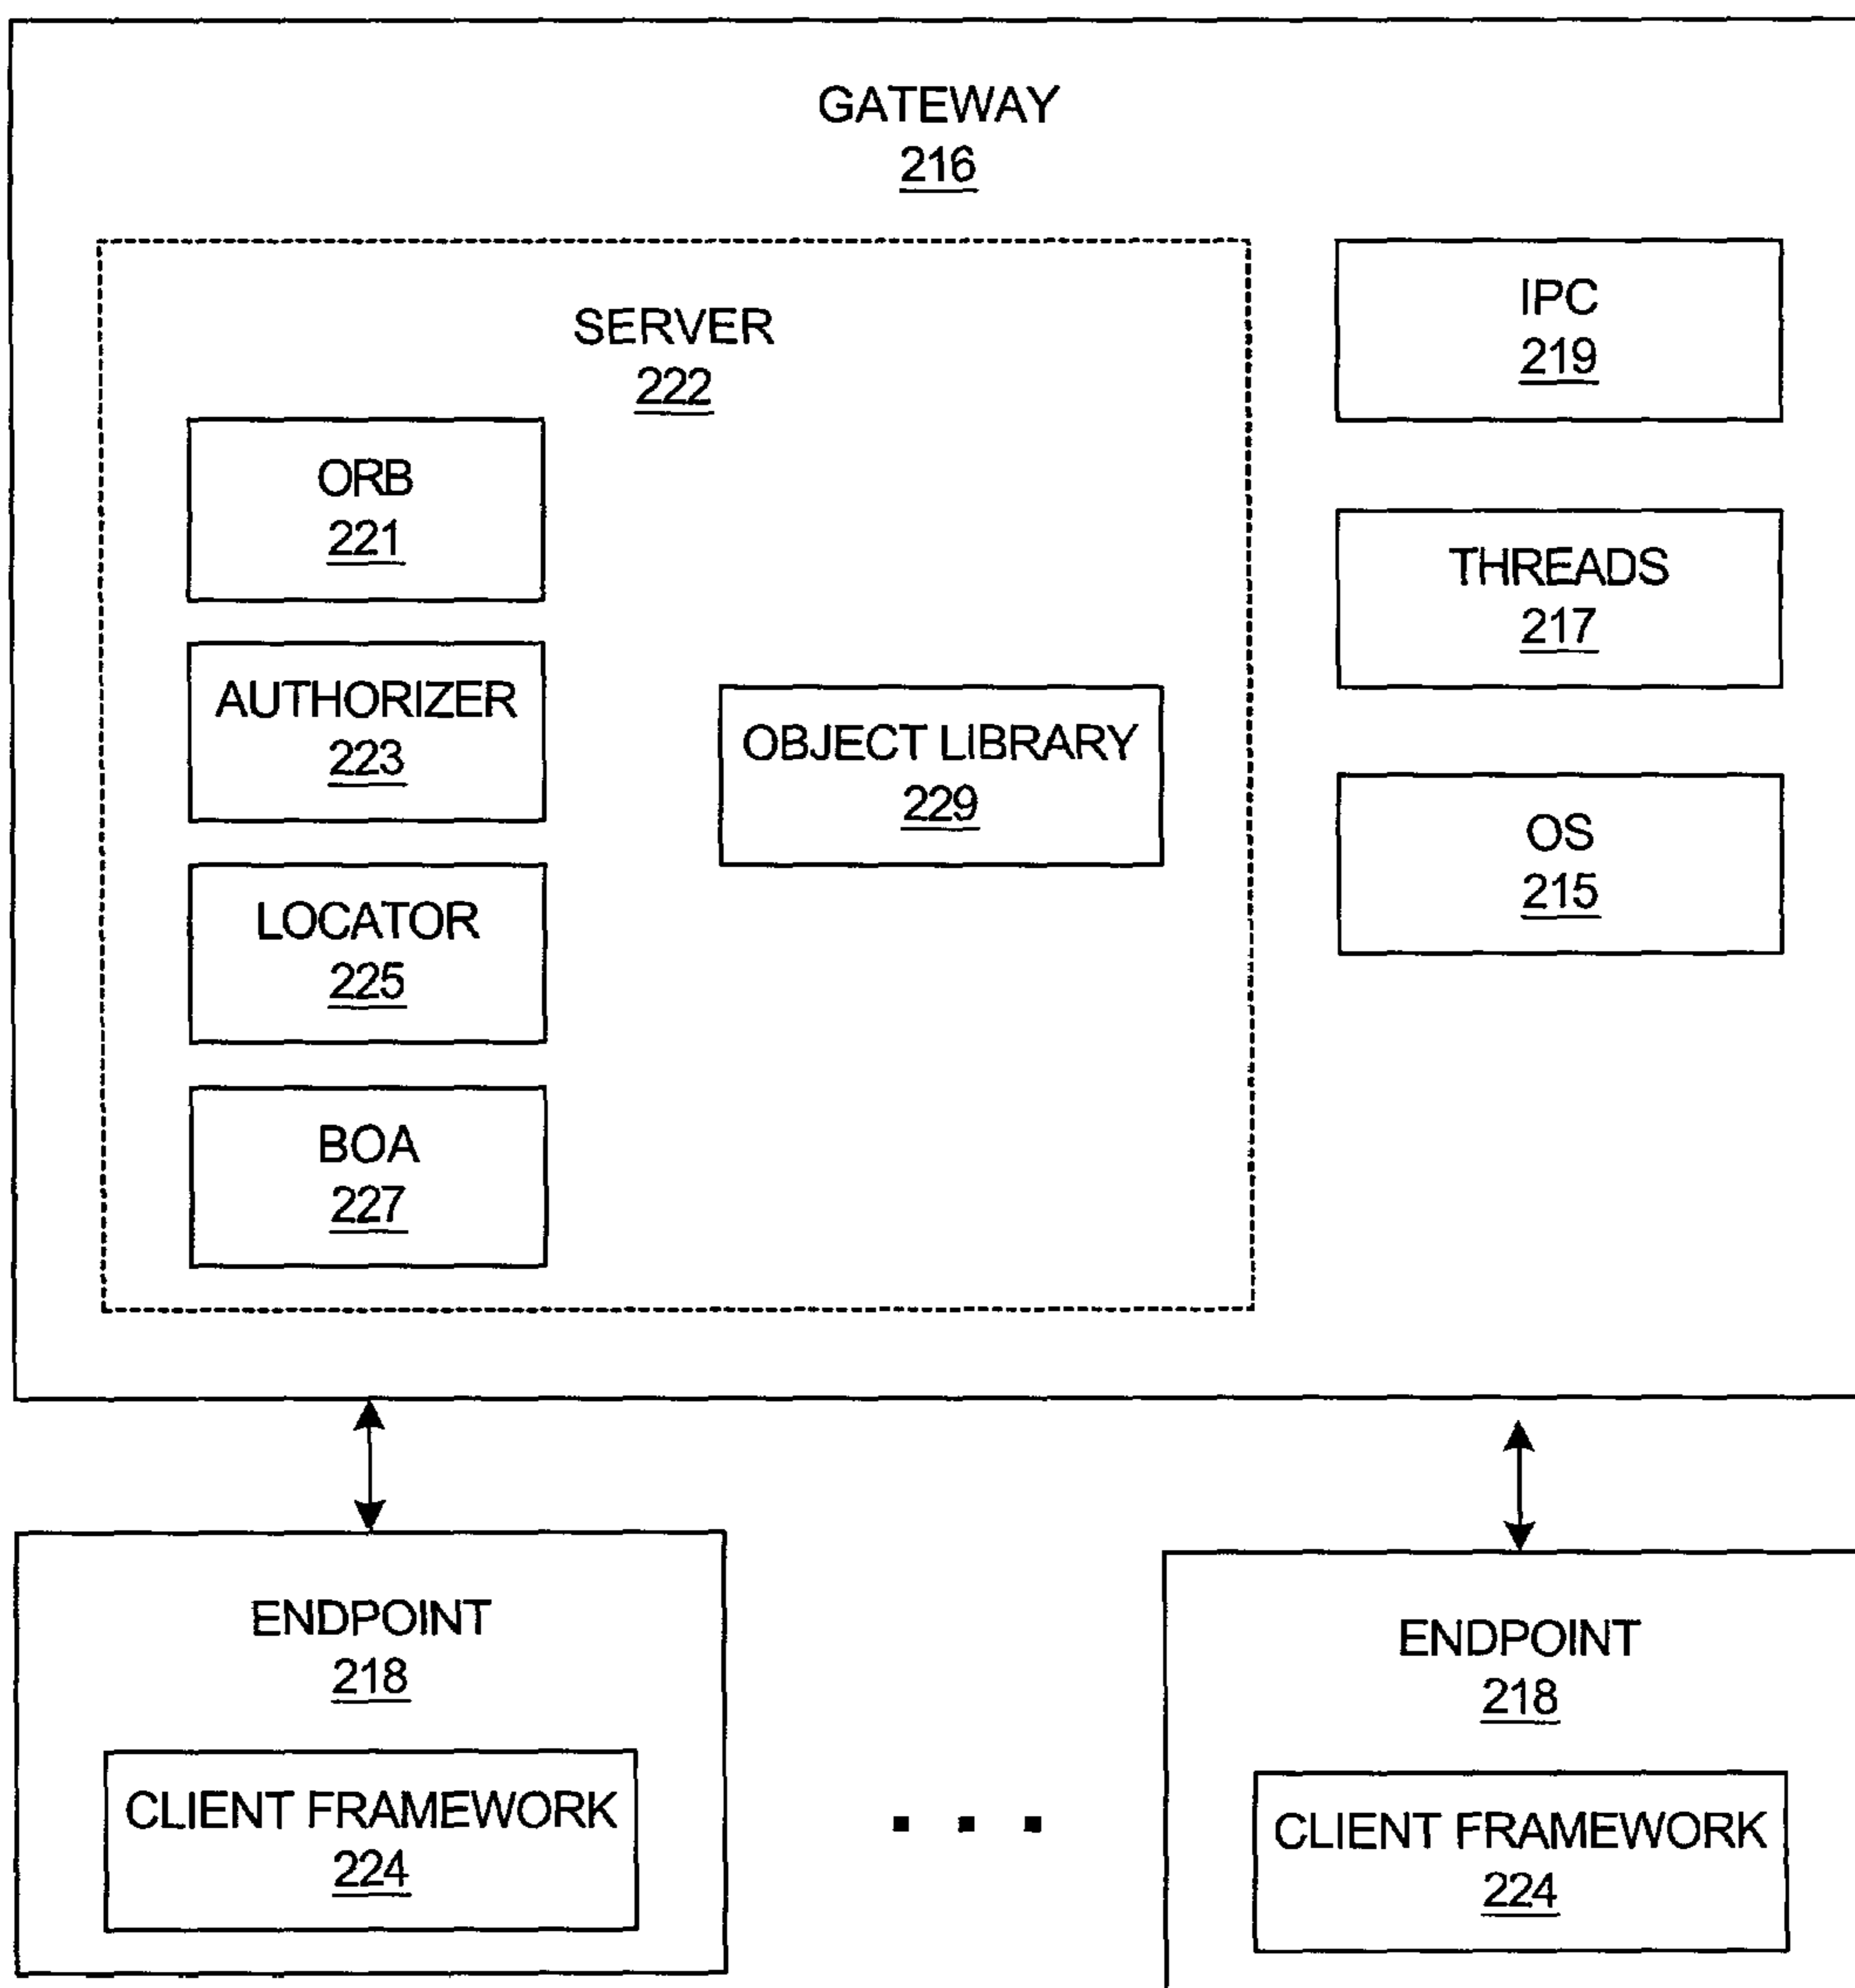 GATEWAY
216
SERVER
222
ORB
221
AUTHORIZER
223
LOCATOR
225
BOA
227
OBJECT LIBRARY
229
IPC
219
THREADS
217
OS
215
ENDPOINT
218
CLIENT FRAMEWORK
224
ENDPOINT
218
CLIENT FRAMEWORK
224